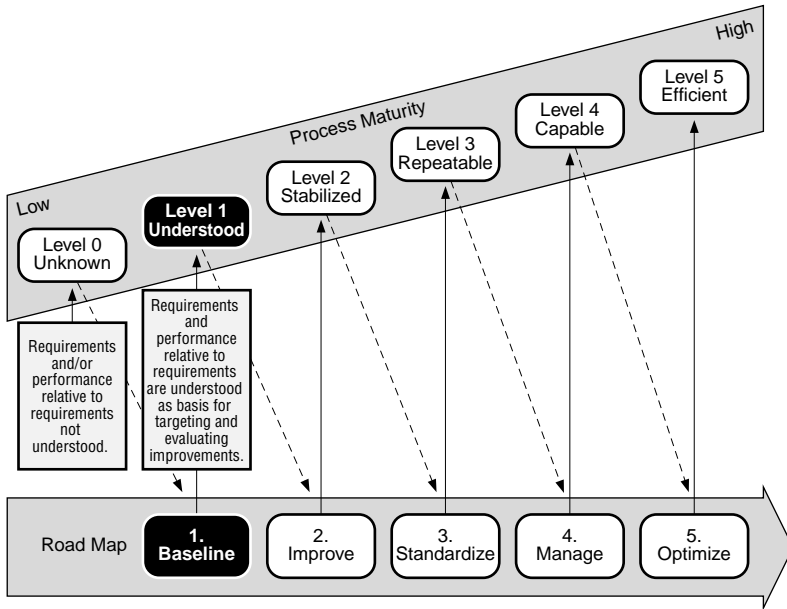 High
Process Maturity
Low
Level 0
Unknown
Level 1
Understood
Level 2
Stabilized
Level 3
Repeatable
Level 4
Capable
Level 5
Efficient
Requirements
and/or
performance
relative to
requirements
not
understood.
Requirements
and
performance
relative to
requirements
are understood
as basis for
targeting and
evaluating
improvements.
Road Map
1.
Baseline
2.
Improve
3.
Standardize
4.
Manage
5.
Optimize